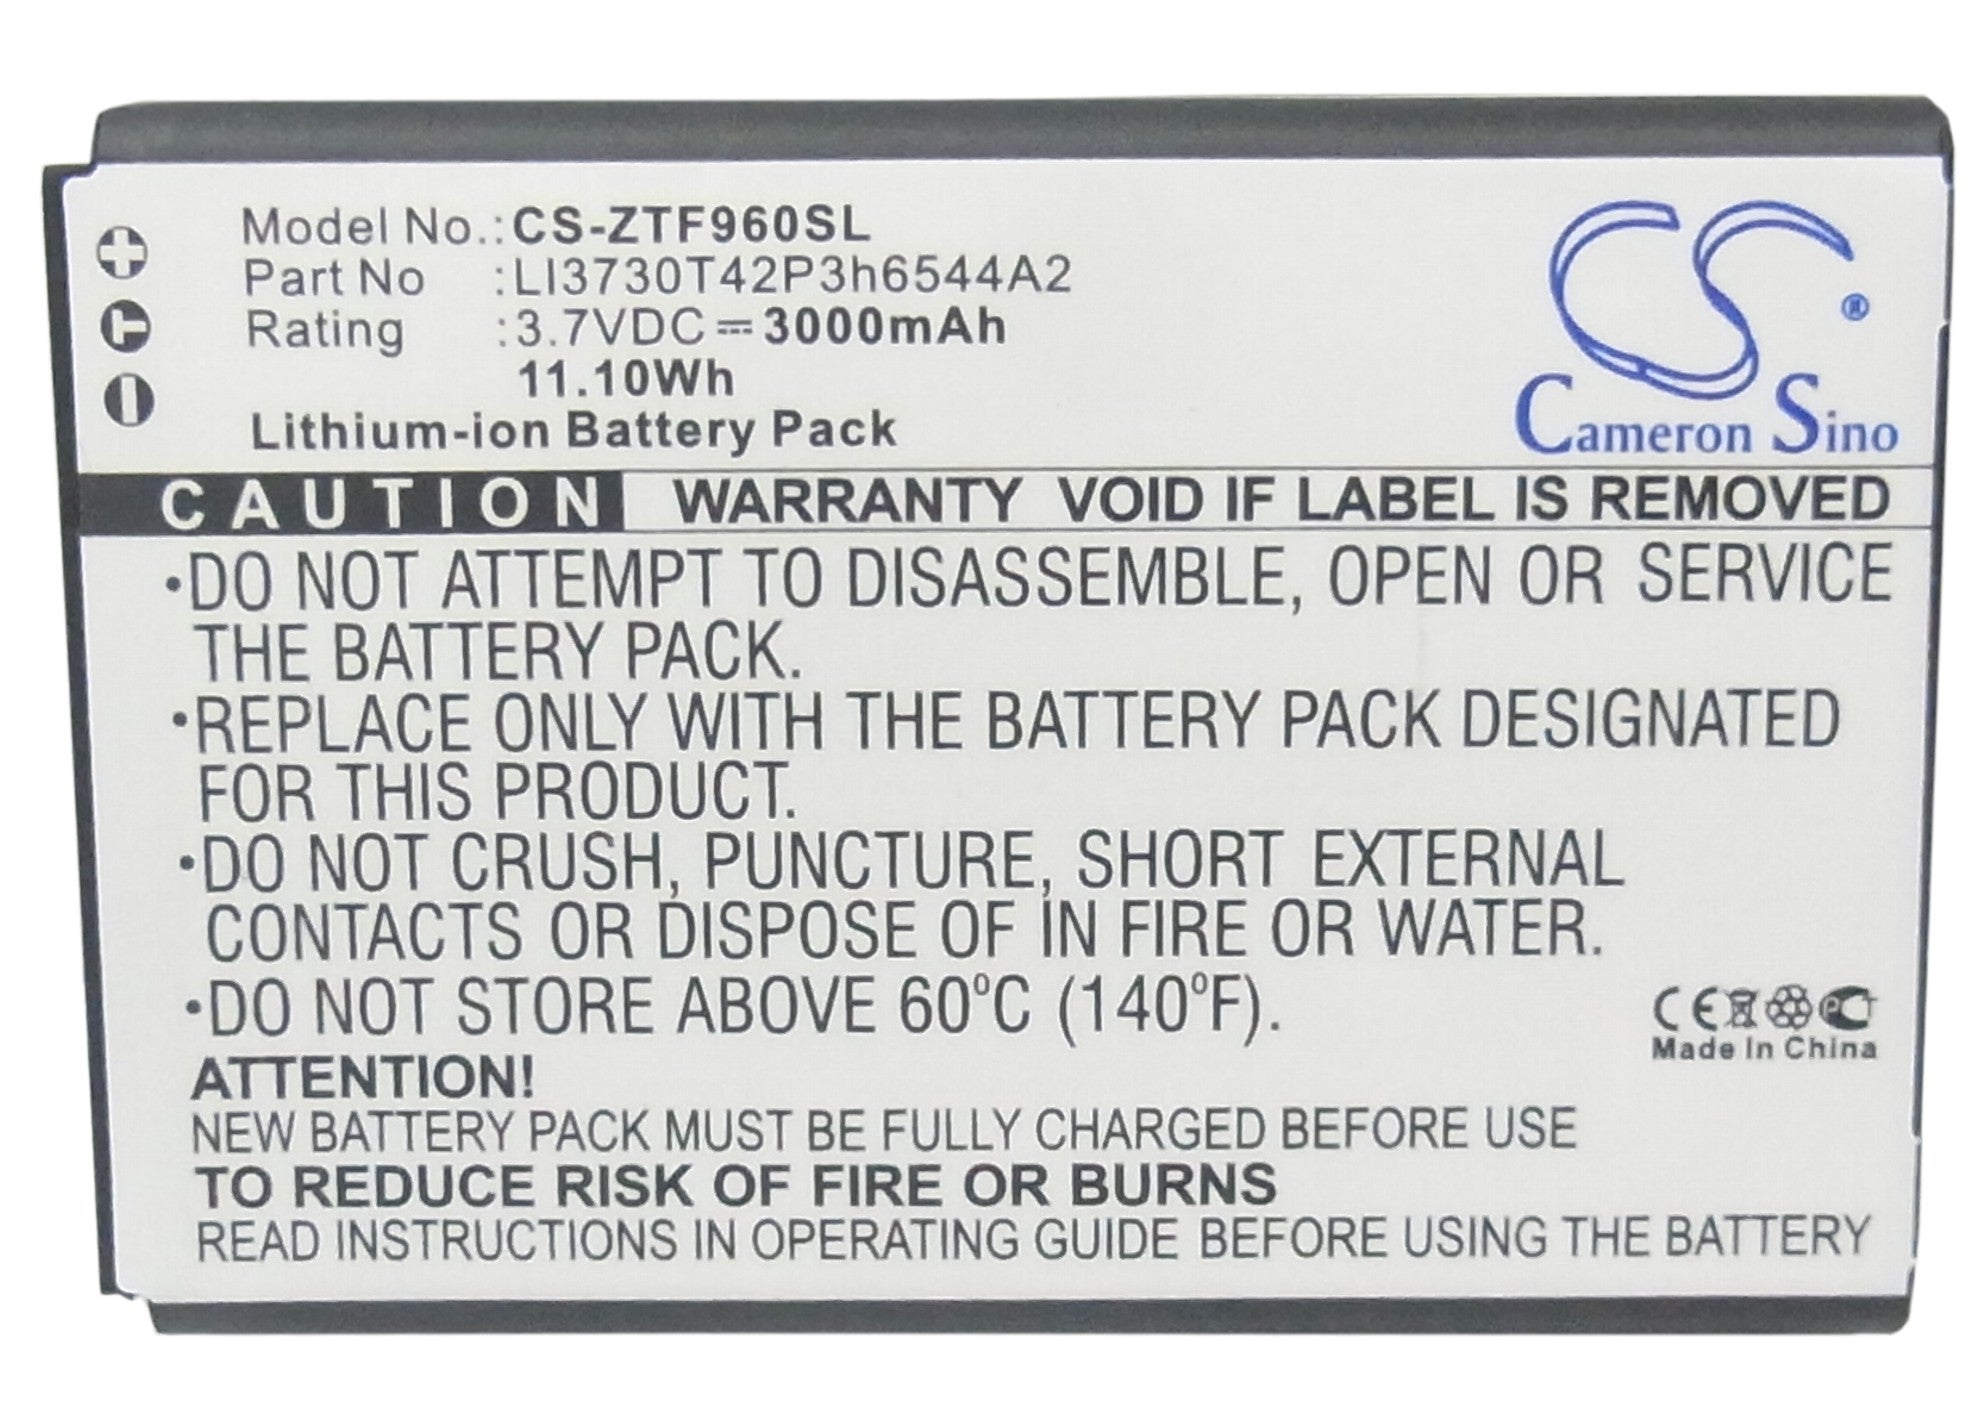 Model No.: CS-ZTF960SL
Part No :LI3730T42P3h6544A2
Rating :3.7VDC⎓3000mAh
11.10Wh
Lithium-ion Battery Pack
CS ®
Cameron Sino
CAUTION WARRANTY VOID IF LABEL IS REMOVED
•DO NOT ATTEMPT TO DISASSEMBLE, OPEN OR SERVICE
THE BATTERY PACK.
•REPLACE ONLY WITH THE BATTERY PACK DESIGNATED
FOR THIS PRODUCT.
•DO NOT CRUSH, PUNCTURE, SHORT EXTERNAL
CONTACTS OR DISPOSE OF IN FIRE OR WATER.
•DO NOT STORE ABOVE 60°C (140°F).
CE PCT
Made In China
ATTENTION!
NEW BATTERY PACK MUST BE FULLY CHARGED BEFORE USE
TO REDUCE RISK OF FIRE OR BURNS
READ INSTRUCTIONS IN OPERATING GUIDE BEFORE USING THE BATTERY